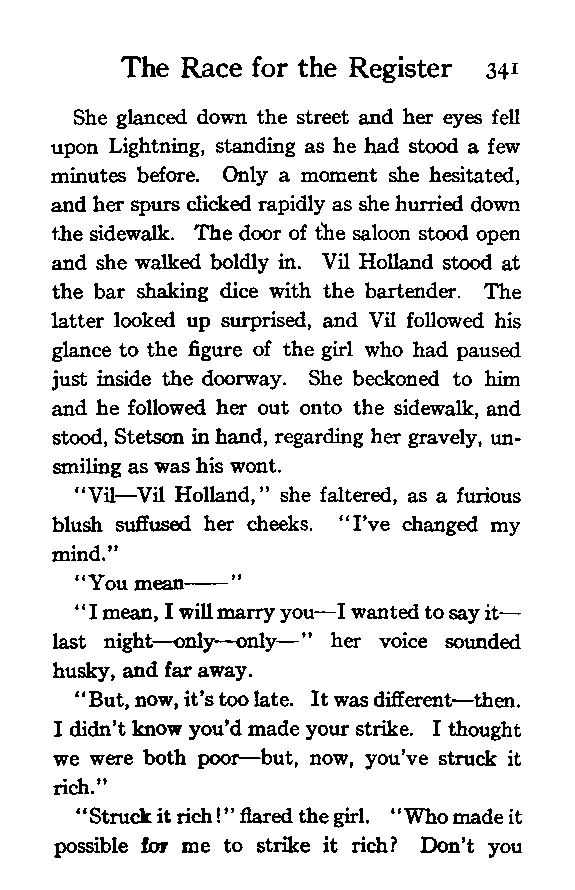 The Race for the Register 341
She glanced down the street and her eyes fell
upon Lightning, standing as he had stood a few
minutes before. Only a moment she hesitated,
and her spurs clicked rapidly as she hurried down
the sidewalk. The door of the saloon stood open
and she walked boldly in. Vil Holland stood at
the bar shaking dice with the bartender. The
latter looked up surprised, and Vil followed his
glance to the figure of the girl who had paused
just inside the doorway. She beckoned to him
and he followed her out onto the sidewalk, and
stood, Stetson in hand, regarding her gravely, un-
smiling as was his wont.
"Vil—Vil Holland," she faltered, as a furious
blush suffused her cheeks. "I've changed my
mind."
"You mean——"
"I mean, I will marry you—I wanted to say it—
last night—only—only—" her voice sounded
husky, and far away.
"But, now, it's too late. It was different—then.
I didn't know you'd made your strike. I thought
we were both poor—but, now, you've struck it
rich."
"Struck it rich!" flared the girl. "Who made it
possible for me to strike it rich? Don't you